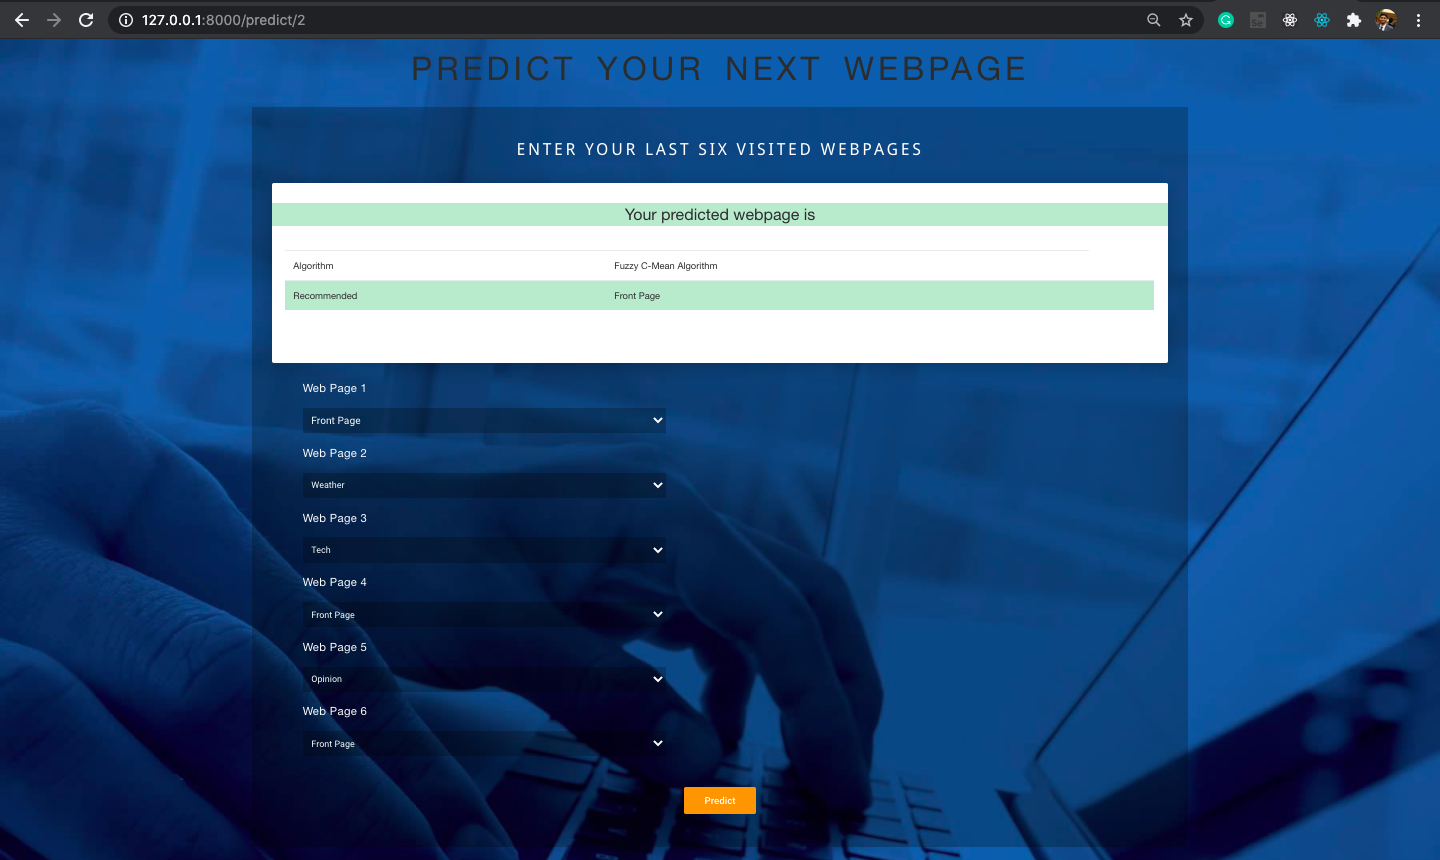 127.0.0.1:8000/predict/2
PREDICT YOUR NEXT WEBPAGE
ENTER YOUR LAST SIX VISITED WEBPAGES
Your predicted webpage is
Algorithm Fuzzy C-Mean Algorithm
Recommended Front Page
Web Page 1
Front Page
Web Page 2
Weather
Web Page 3
Tech
Web Page 4
Front Page
Web Page 5
Opinion
Web Page 6
Front Page
Predict